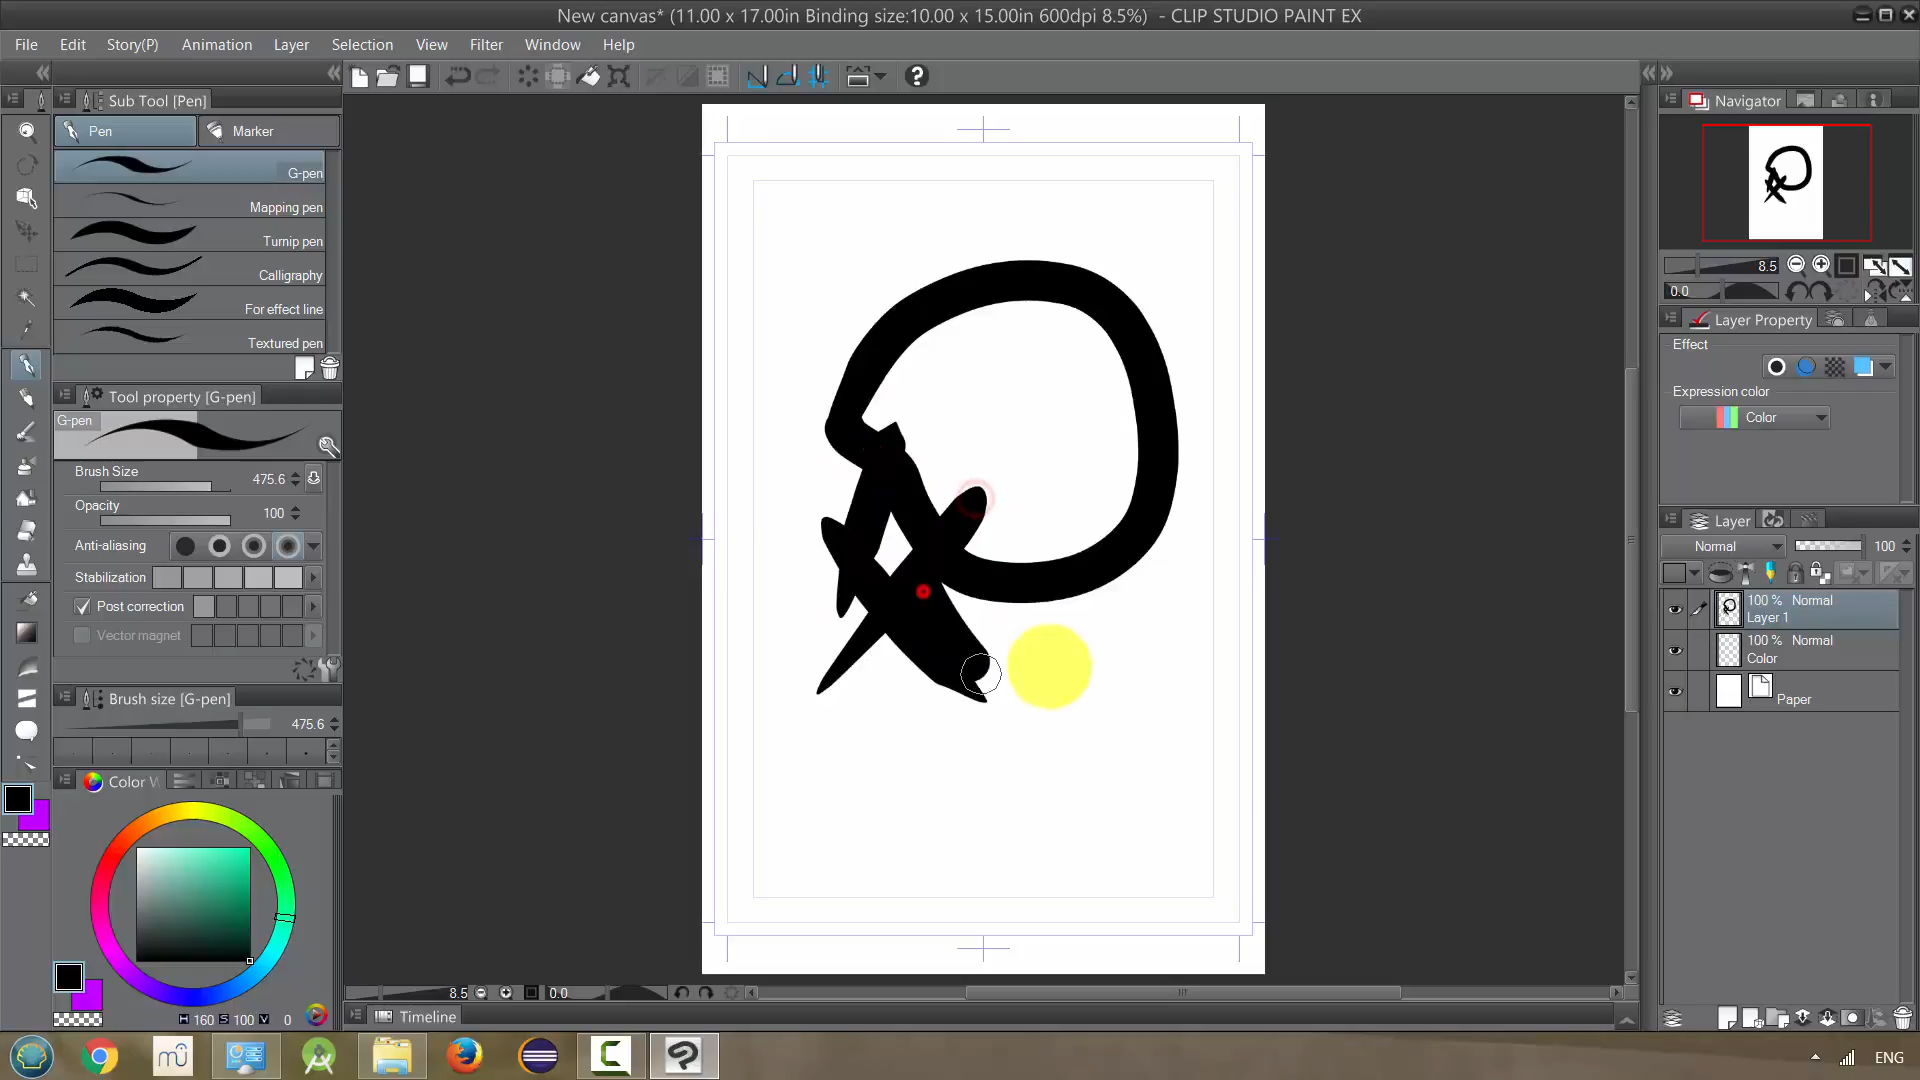 New canvas* (11.00 x 17.00in Binding size:10.00 x 15.00in 600dpi 8.5%) - CLIP STUDIO PAINT EX
File Edit Story(P) Animation Layer Selection View Filter Window Help
Sub Tool [Pen]
Pen Marker
G-pen
Mapping pen
Turnip pen
Calligraphy
For effect line
Textured pen
Tool property [G-pen]
G-pen
Brush Size 475.6
Opacity 100
Anti-aliasing
Stabilization
Post correction
Vector magnet
Brush size [G-pen]
475.6
Color
H 160 S 100 V 0
8.5 0.0
Timeline
Navigator
8.5
0.0
Layer Property
Effect
Expression color
Color
Layer
Normal 100
100 % Normal
Layer 1
100 % Normal
Color
Paper
ENG